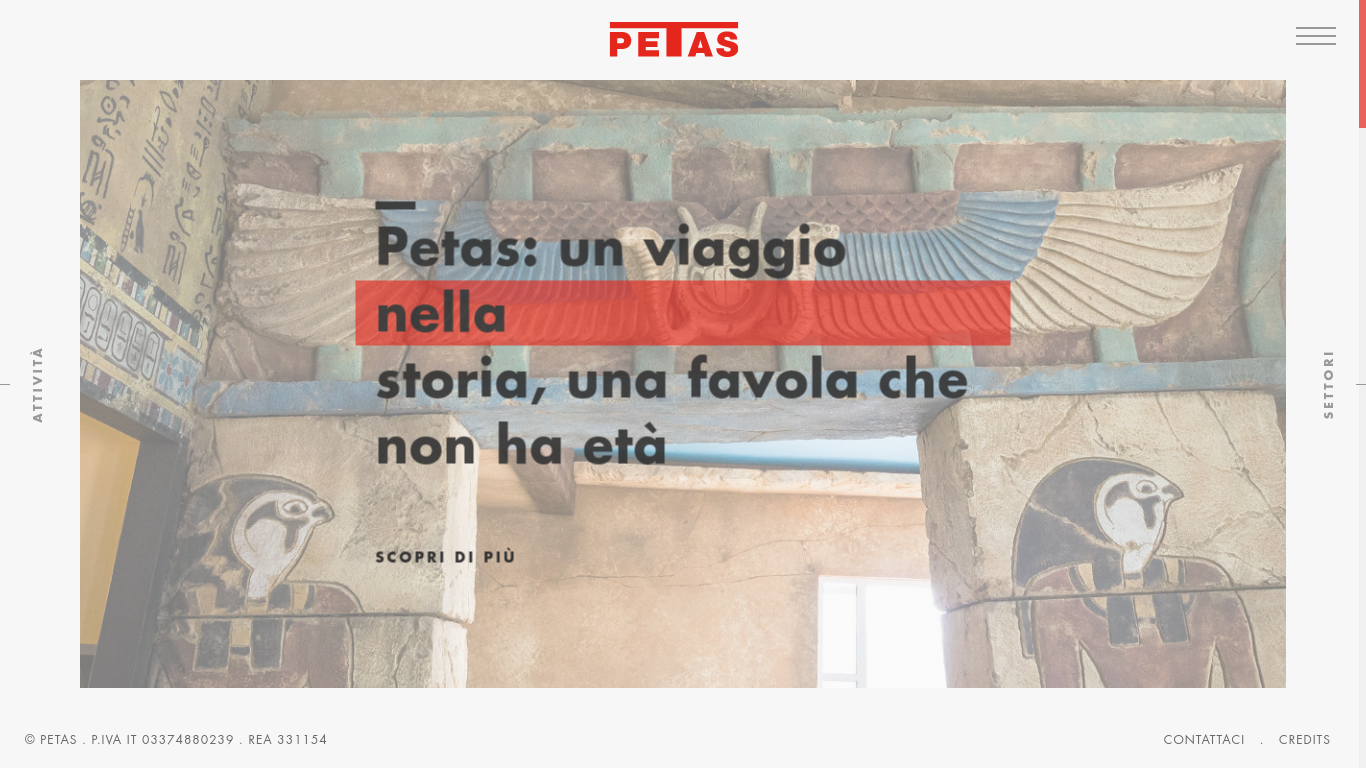 PETAS
Petas: un viaggio
nella
storia, una favola che
non ha età
SCOPRI DI PIÙ
ATTIVITÀ
SETTORI
© PETAS . P.IVA IT 03374880239 . REA 331154
CONTATTACI . CREDITS